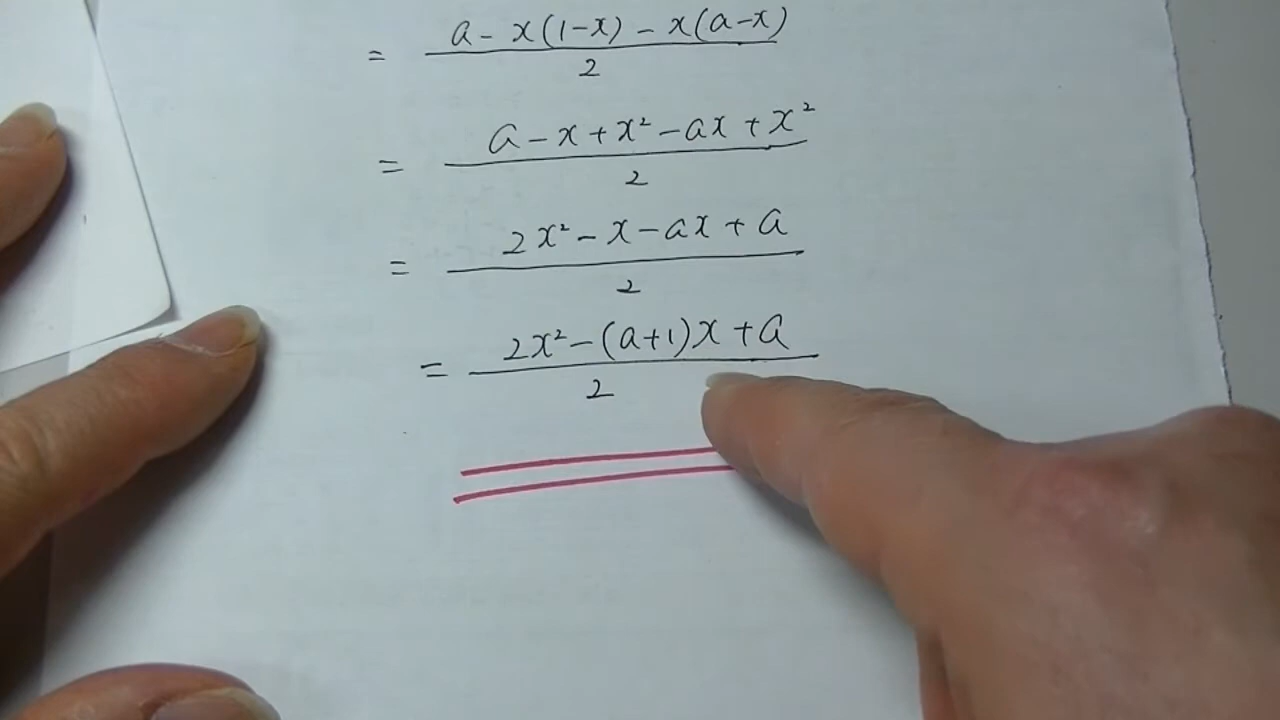 = a - x(1-x) - x(a-x) / 2
= a - x + x² - ax + x² / 2
= 2x² - x - ax + a / 2
= 2x² - (a+1)x + a / 2